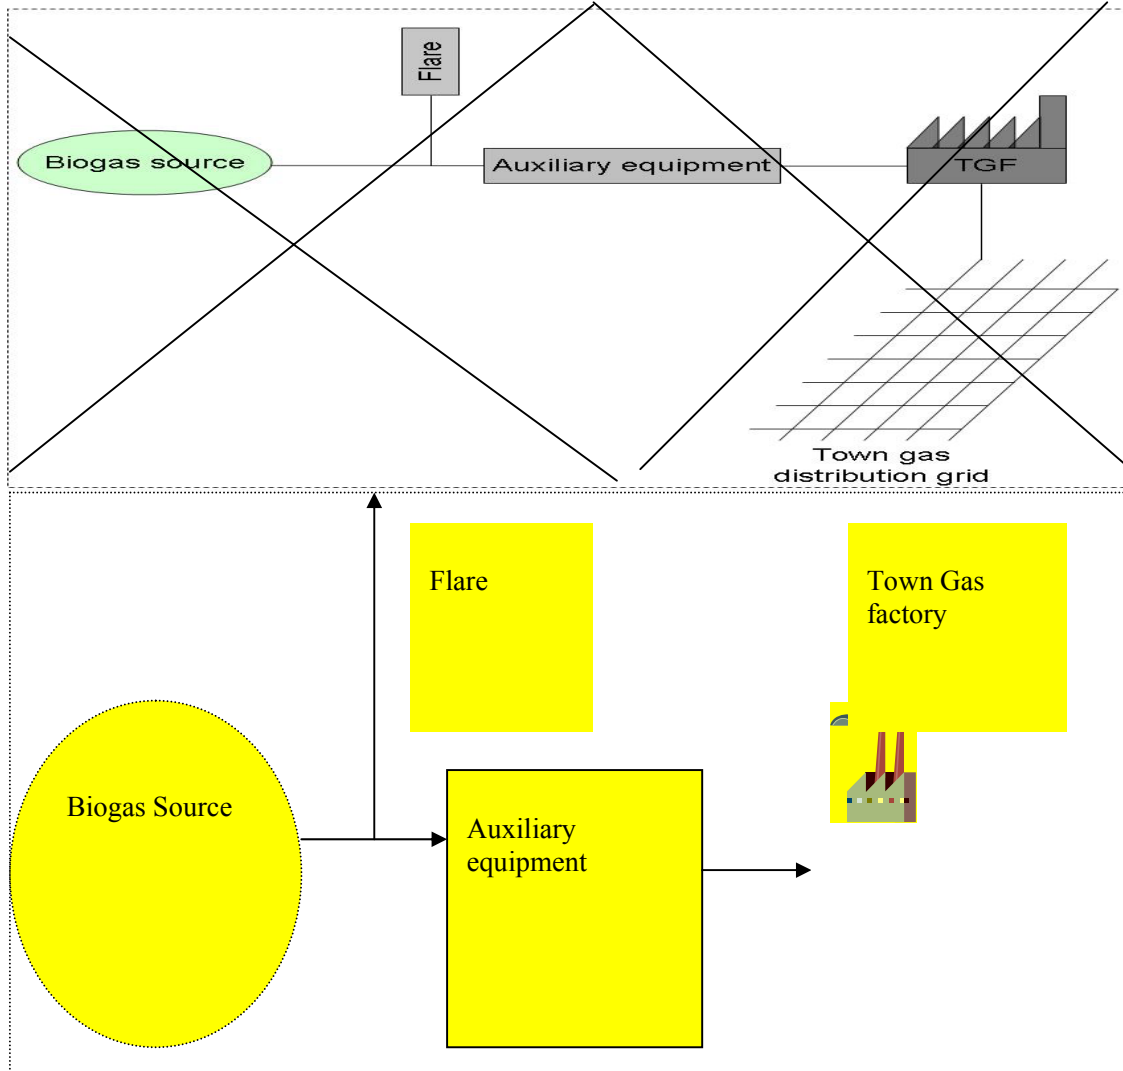 Flare
Biogas source
Auxiliary equipment
TGF
Town gas
distribution grid
Flare
Town Gas
factory
Biogas Source
Auxiliary
equipment